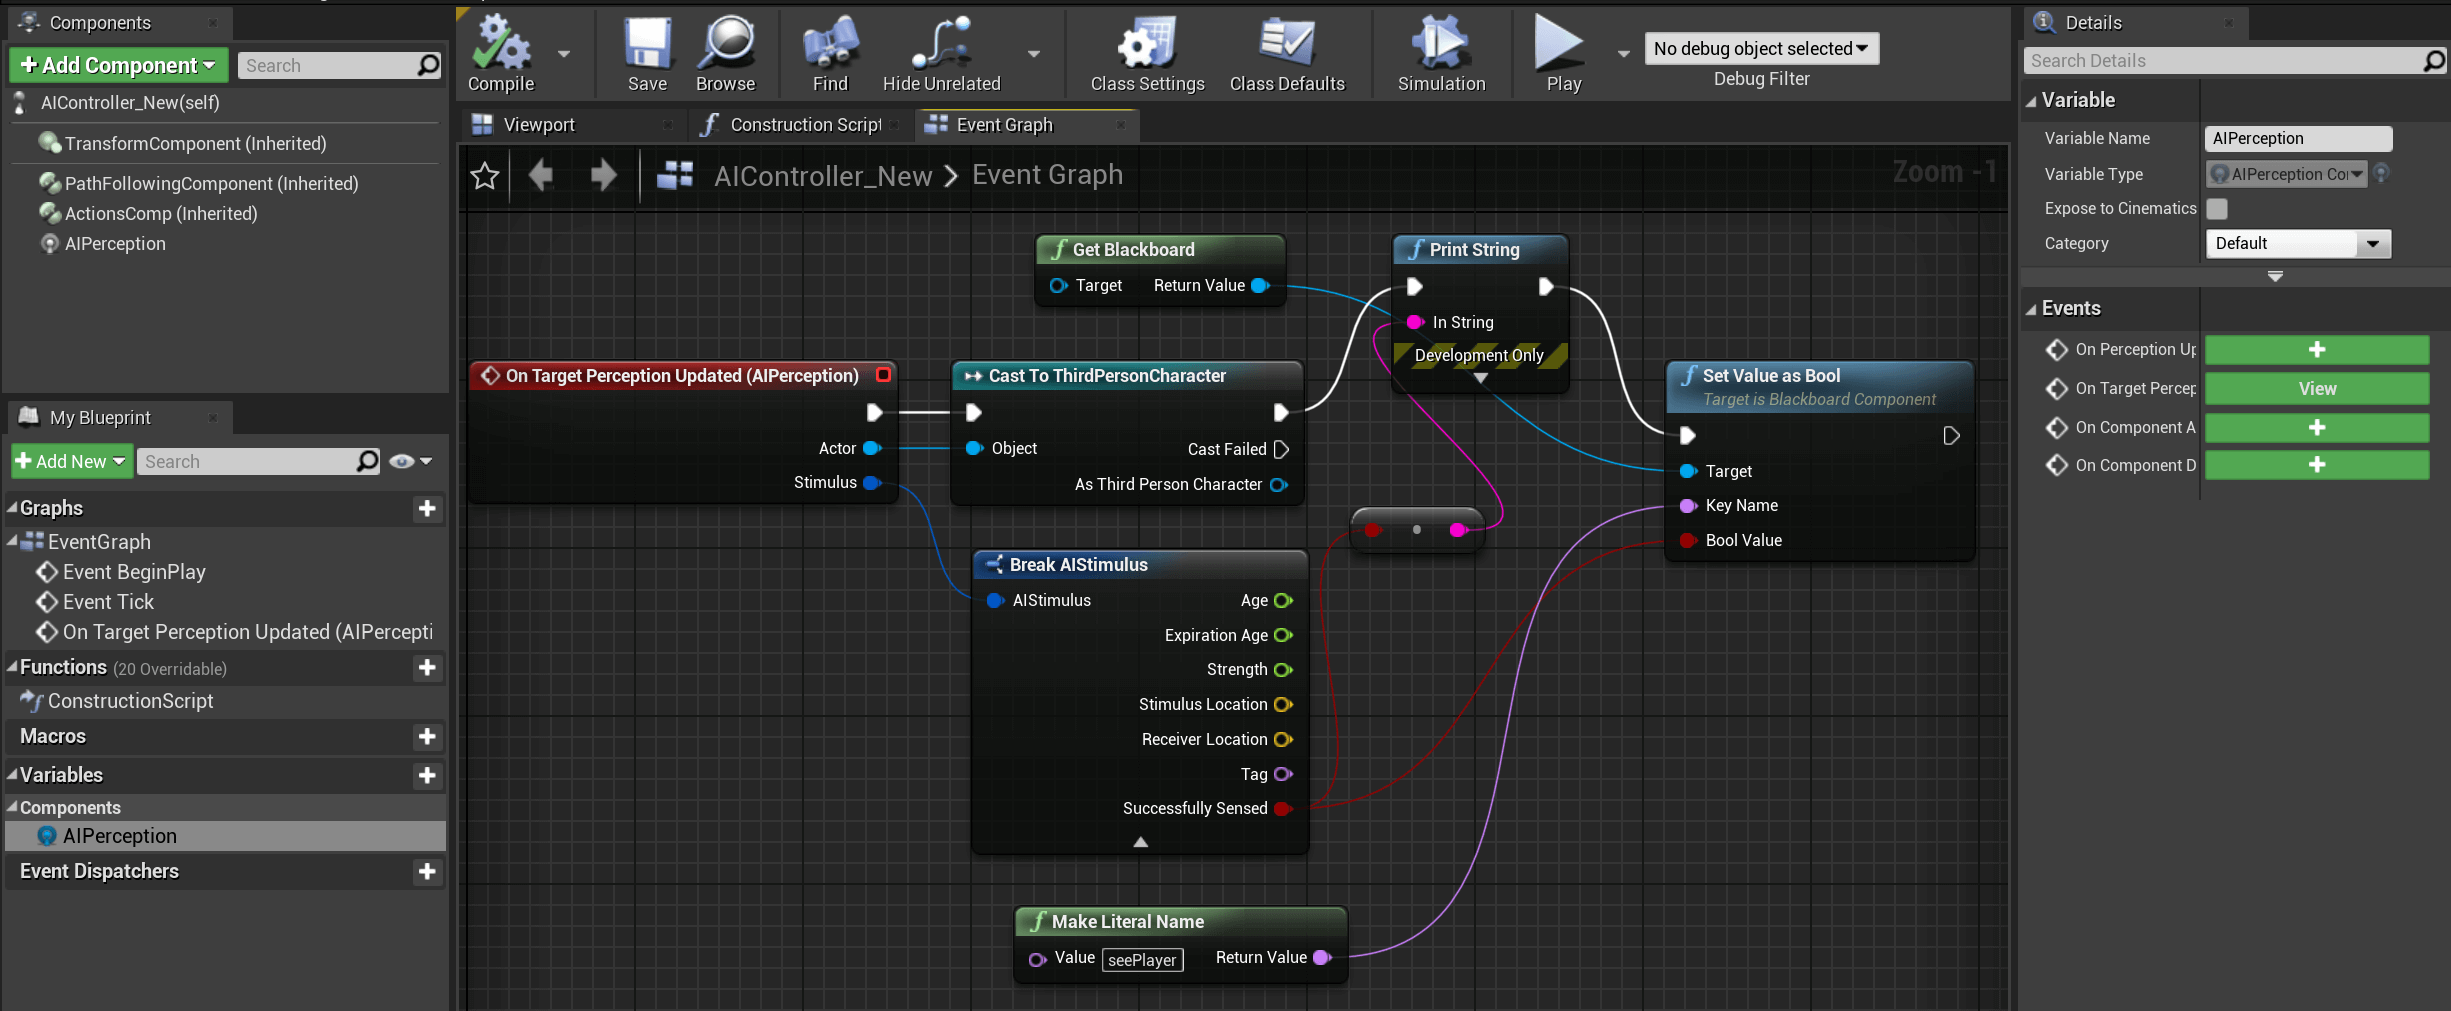 Components
Add Component
Search
AIController_New(self)
TransformComponent (Inherited)
PathFollowingComponent (Inherited)
ActionsComp (Inherited)
AIPerception
My Blueprint
Add New
Search
Graphs
EventGraph
Event BeginPlay
Event Tick
On Target Perception Updated (AIPercepti
Functions (20 Overridable)
ConstructionScript
Macros
Variables
Components
AIPerception
Event Dispatchers
Compile
Save
Browse
Find
Hide Unrelated
Class Settings
Class Defaults
Simulation
Play
No debug object selected
Debug Filter
Viewport
Construction Script
Event Graph
AIController_New > Event Graph
Zoom -1
Get Blackboard
Target Return Value
Print String
In String
Development Only
On Target Perception Updated (AIPerception)
Actor
Stimulus
Cast To ThirdPersonCharacter
Object
Cast Failed
As Third Person Character
Set Value as Bool
Target is Blackboard Component
Target
Key Name
Bool Value
Break AIStimulus
AIStimulus
Age
Expiration Age
Strength
Stimulus Location
Receiver Location
Tag
Successfully Sensed
Make Literal Name
Value seePlayer Return Value
Details
Search Details
Variable
Variable Name AIPerception
Variable Type AIPerception Co
Expose to Cinematics
Category Default
Events
On Perception Up
On Target Percep View
On Component A
On Component D